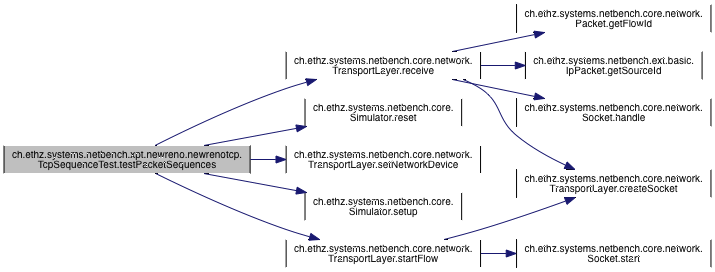 ch.ethz.systems.netbench.xpt.newreno.newrenotcp.
TcpSequenceTest.testPacketSequences
ch.ethz.systems.netbench.core.network.
TransportLayer.receive
ch.ethz.systems.netbench.core.
Simulator.reset
ch.ethz.systems.netbench.core.network.
TransportLayer.setNetworkDevice
ch.ethz.systems.netbench.core.
Simulator.setup
ch.ethz.systems.netbench.core.network.
TransportLayer.startFlow
ch.ethz.systems.netbench.core.network.
Packet.getFlowId
ch.ethz.systems.netbench.ext.basic.
IpPacket.getSourceId
ch.ethz.systems.netbench.core.network.
Socket.handle
ch.ethz.systems.netbench.core.network.
TransportLayer.createSocket
ch.ethz.systems.netbench.core.network.
Socket.start